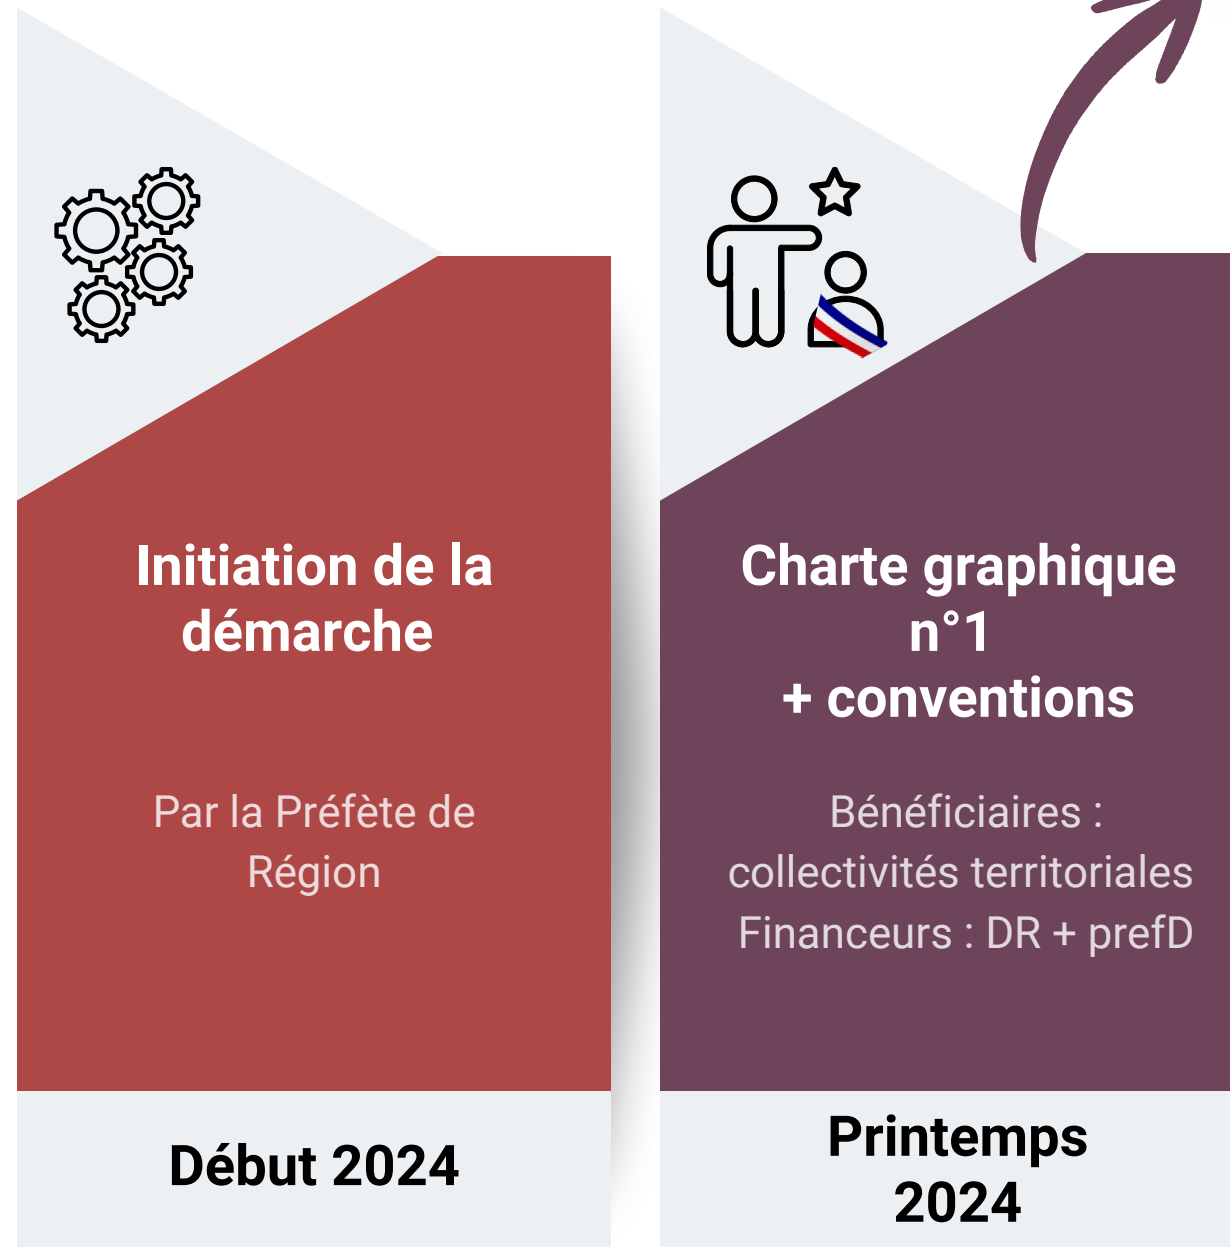 Initiation de la
démarche
Par la Préfète de
Région
Début 2024
Charte graphique
n°1
+ conventions
Bénéficiaires :
collectivités territoriales
Financeurs : DR + prefD
Printemps
2024